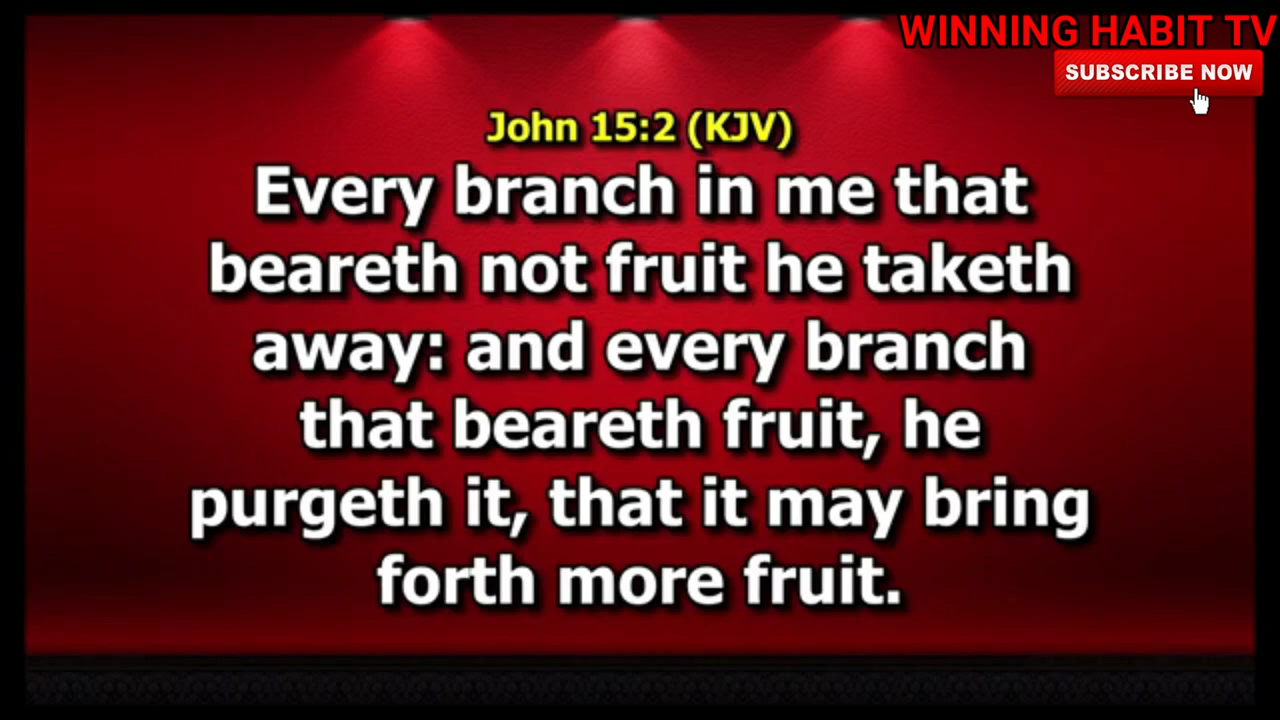 WINNING HABIT TV
SUBSCRIBE NOW
John 15:2 (KJV)
Every branch in me that
beareth not fruit he taketh
away: and every branch
that beareth fruit, he
purgeth it, that it may bring
forth more fruit.